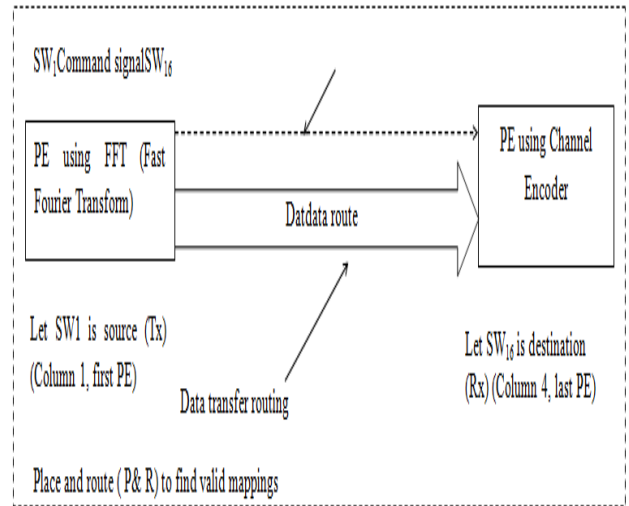 SW₁Command signalSW₁₆
PE using FFT (Fast
Fourier Transform)
PE using Channel
Encoder
Datdata route
Let SW1 is source (Tx)
(Column 1, first PE)
Let SW₁₆ is destination
(Rx) (Column 4, last PE)
Data transfer routing
Place and route ( P& R) to find valid mappings